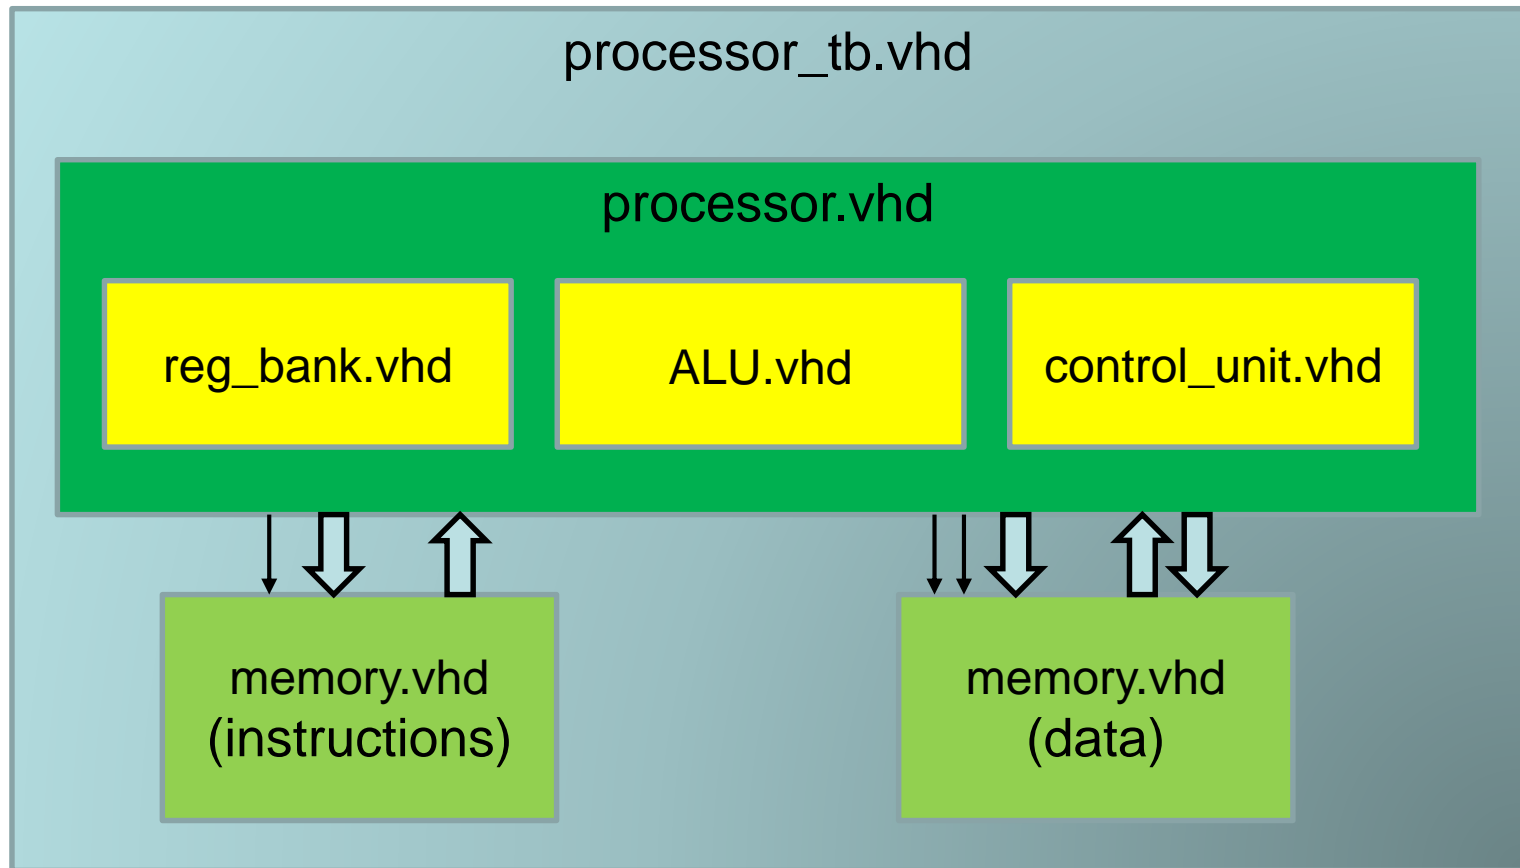 processor_tb.vhd
processor.vhd
reg_bank.vhd
ALU.vhd
control_unit.vhd
memory.vhd
(instructions)
memory.vhd
(data)